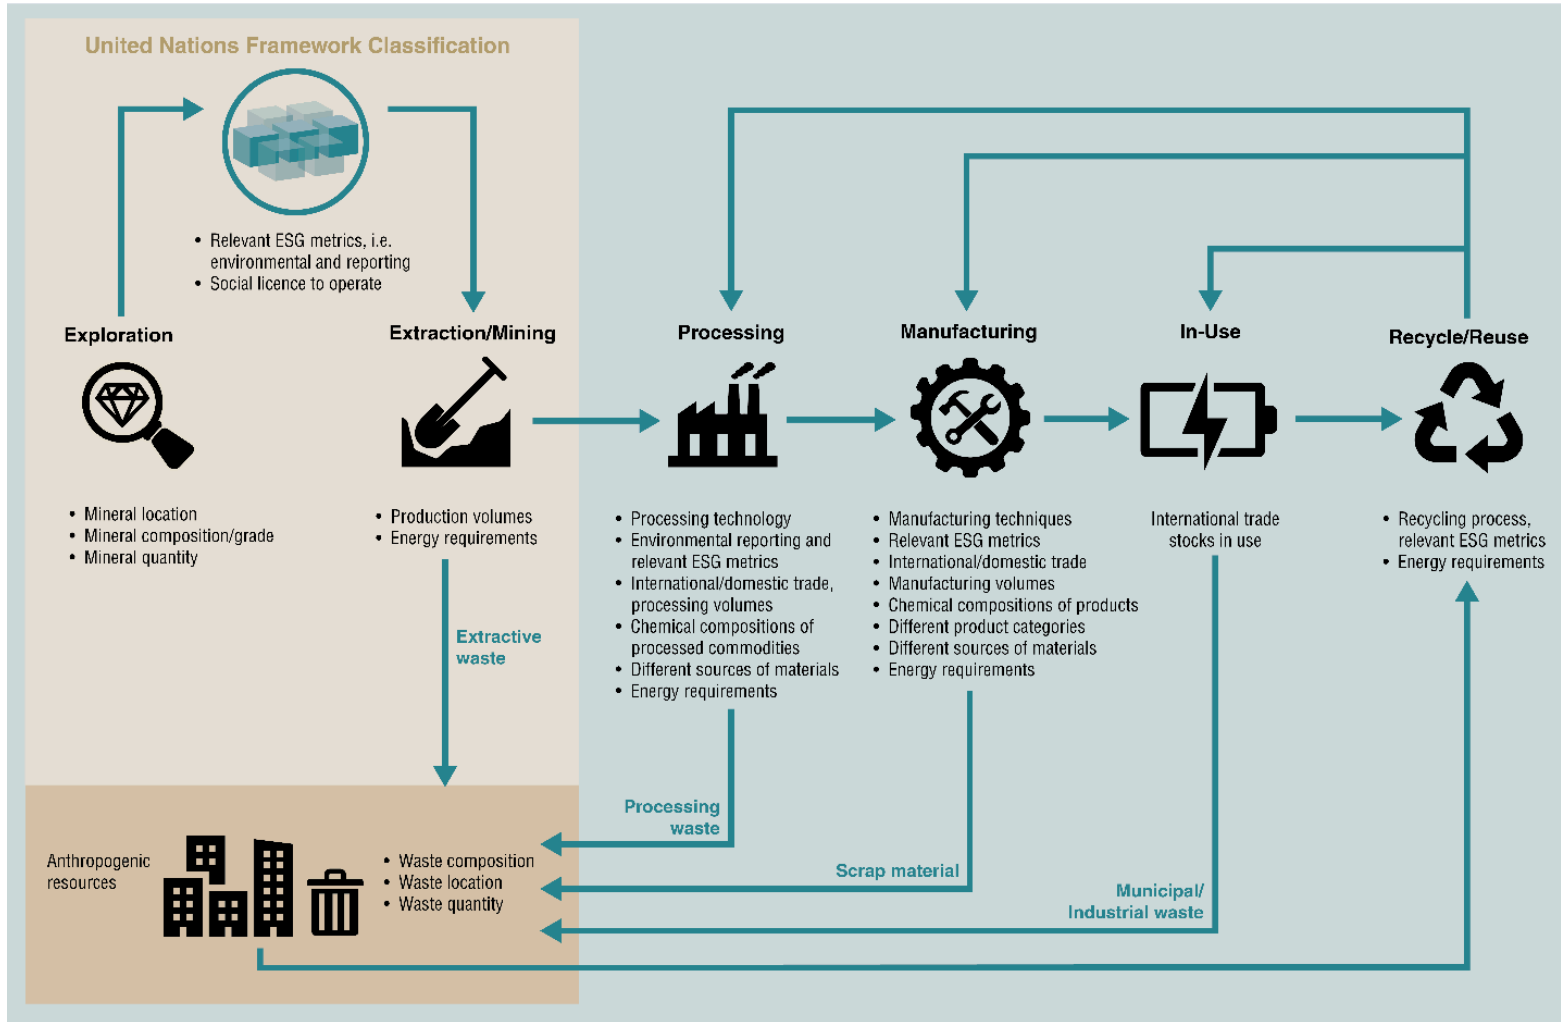 United Nations Framework Classification
• Relevant ESG metrics, i.e.
environmental and reporting
• Social licence to operate
Exploration
• Mineral location
• Mineral composition/grade
• Mineral quantity
Extraction/Mining
• Production volumes
• Energy requirements
Extractive
waste
Processing
• Processing technology
• Environmental reporting and
relevant ESG metrics
• International/domestic trade,
processing volumes
• Chemical compositions of
processed commodities
• Different sources of materials
• Energy requirements
Processing
waste
Manufacturing
• Manufacturing techniques
• Relevant ESG metrics
• International/domestic trade
• Manufacturing volumes
• Chemical compositions of products
• Different product categories
• Different sources of materials
• Energy requirements
Scrap material
In-Use
International trade
stocks in use
Municipal/
Industrial waste
Recycle/Reuse
• Recycling process,
relevant ESG metrics
• Energy requirements
Anthropogenic
resources
• Waste composition
• Waste location
• Waste quantity